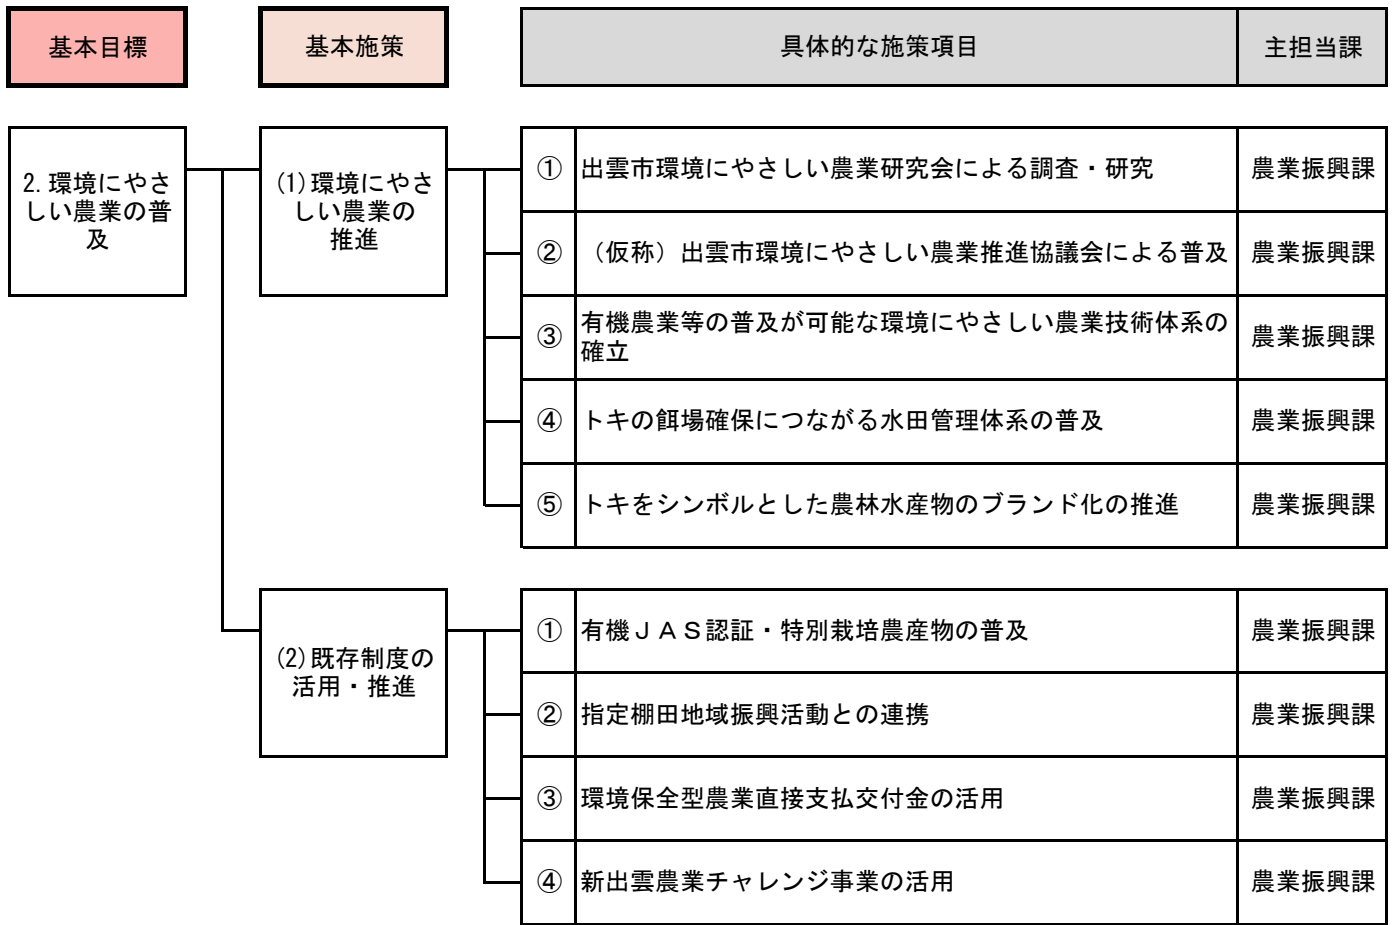 基本目標
基本施策
具体的な施策項目
主担当課
2.環境にやさ
しい農業の普
及
(1)環境にやさ
しい農業の
推進
① 出雲市環境にやさしい農業研究会による調査・研究 農業振興課
② （仮称）出雲市環境にやさしい農業推進協議会による普及 農業振興課
③ 有機農業等の普及が可能な環境にやさしい農業技術体系の
確立 農業振興課
④ トキの餌場確保につながる水田管理体系の普及 農業振興課
⑤ トキをシンボルとした農林水産物のブランド化の推進 農業振興課
(2)既存制度の
活用・推進
① 有機ＪＡＳ認証・特別栽培農産物の普及 農業振興課
② 指定棚田地域振興活動との連携 農業振興課
③ 環境保全型農業直接支払交付金の活用 農業振興課
④ 新出雲農業チャレンジ事業の活用 農業振興課